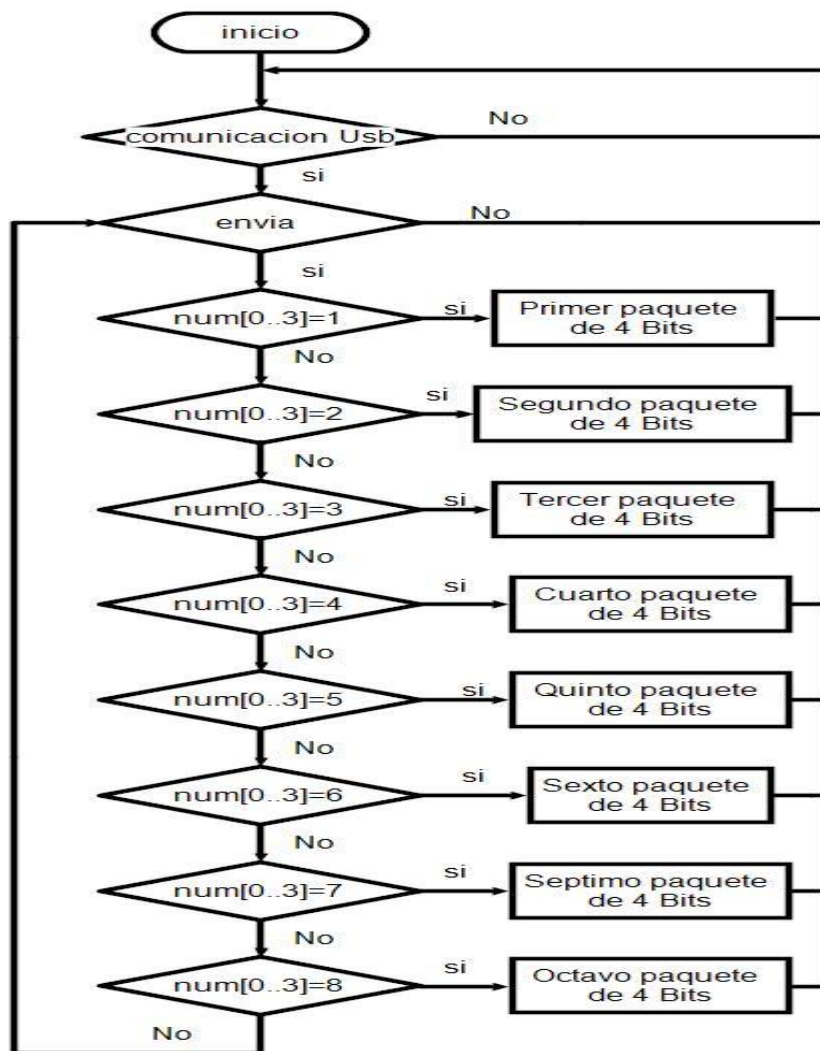 inicio
comunicacion Usb
No
si
envia
No
si
num[0..3]=1
si
Primer paquete
de 4 Bits
No
num[0..3]=2
si
Segundo paquete
de 4 Bits
No
num[0..3]=3
si
Tercer paquete
de 4 Bits
No
num[0..3]=4
si
Cuarto paquete
de 4 Bits
No
num[0..3]=5
si
Quinto paquete
de 4 Bits
No
num[0..3]=6
si
Sexto paquete
de 4 Bits
No
num[0..3]=7
si
Septimo paquete
de 4 Bits
No
num[0..3]=8
si
Octavo paquete
de 4 Bits
No